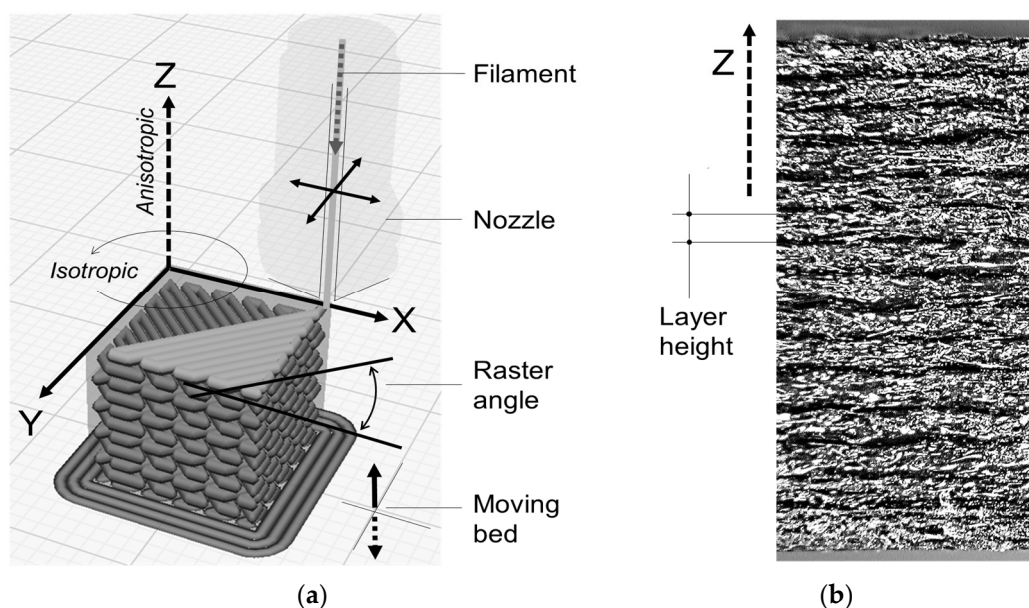 Z
Anisotropic
Isotropic
X
Y
Filament
Nozzle
Raster
angle
Moving
bed
(a)
Z
Layer
height
(b)